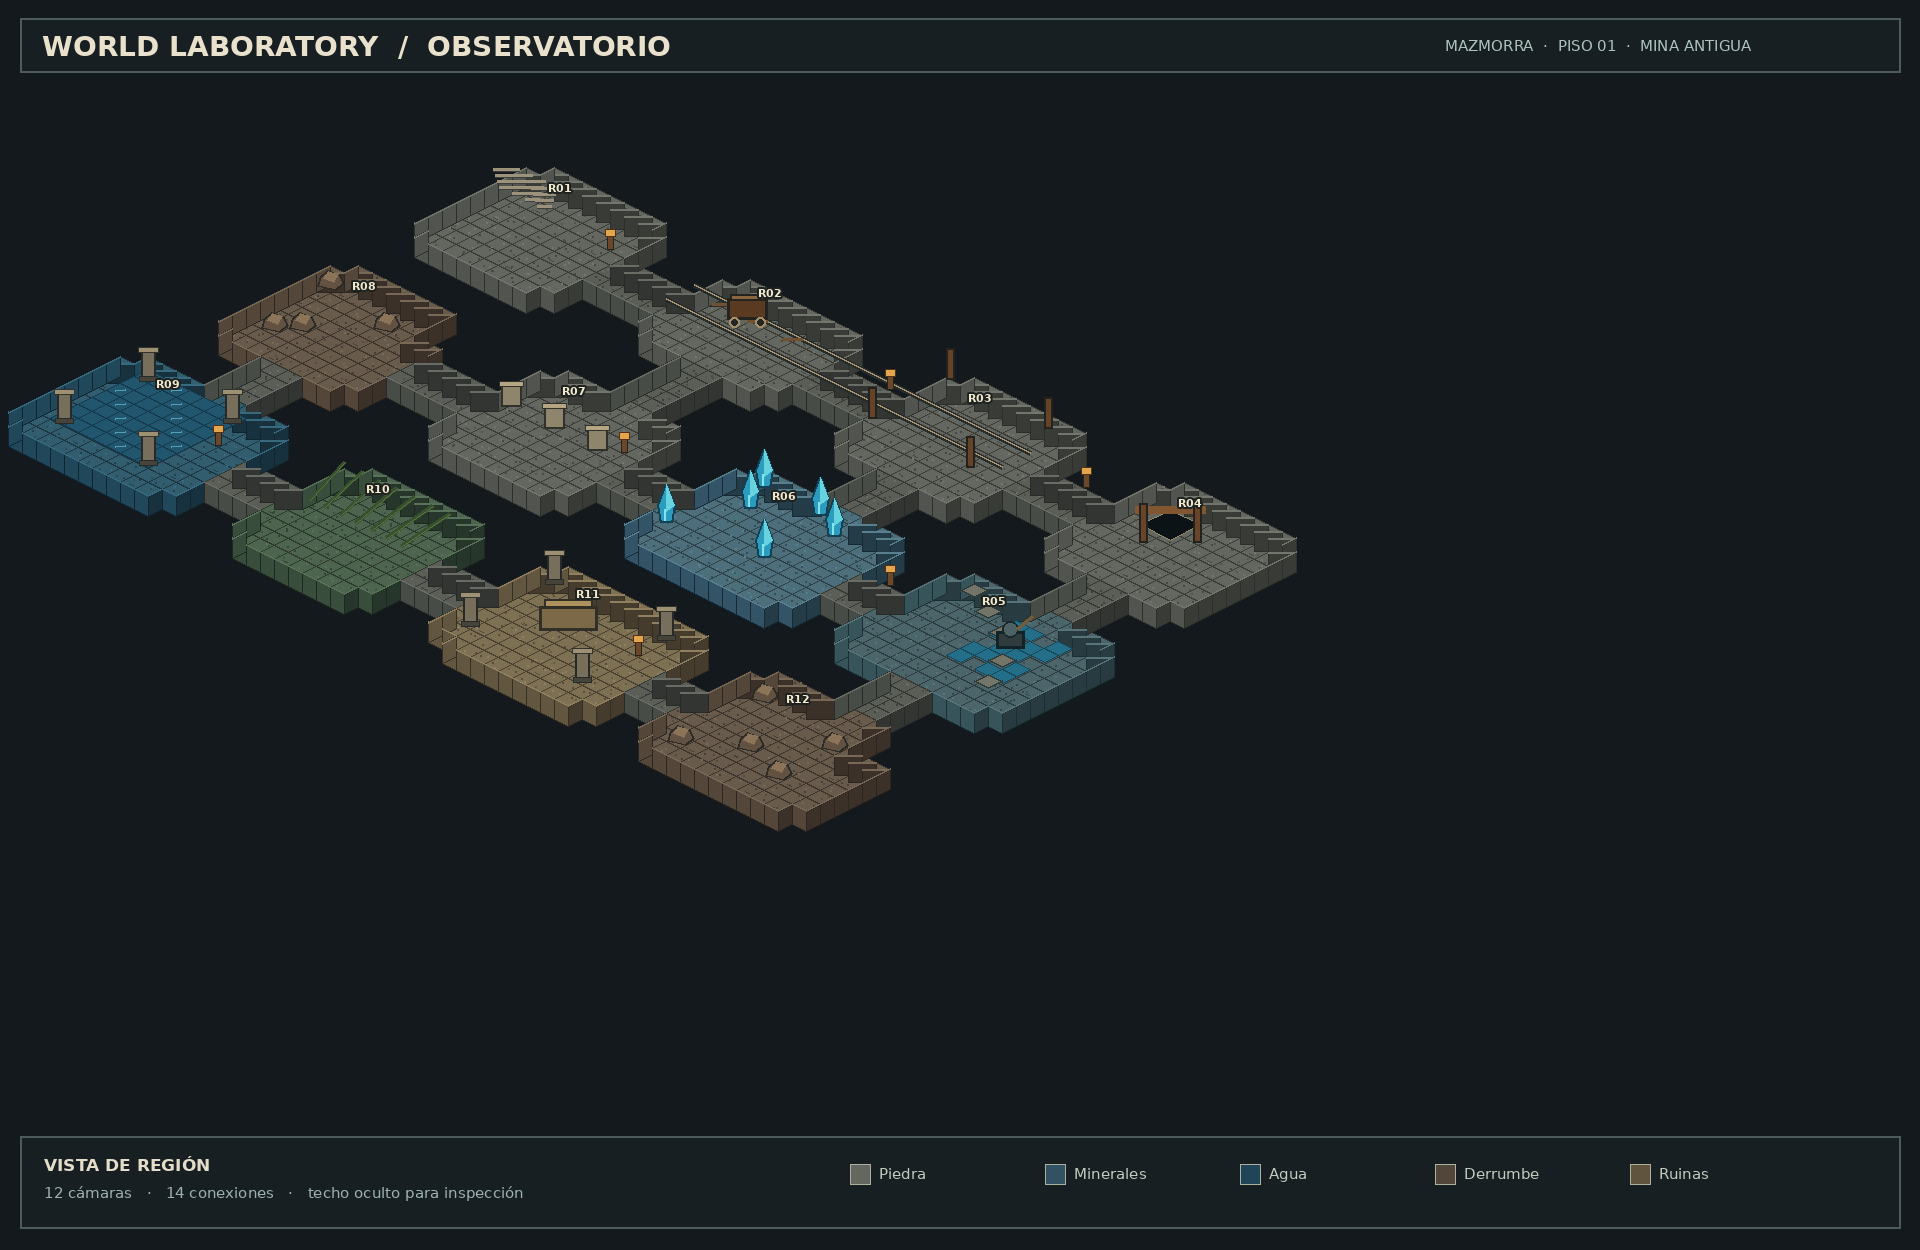 WORLD LABORATORY / OBSERVATORIO
MAZMORRA · PISO 01 · MINA ANTIGUA
R01
R08
R02
R09
R07
R03
R10
R06
R04
R11
R05
R12
VISTA DE REGIÓN
12 cámaras · 14 conexiones · techo oculto para inspección
Piedra
Minerales
Agua
Derrumbe
Ruinas